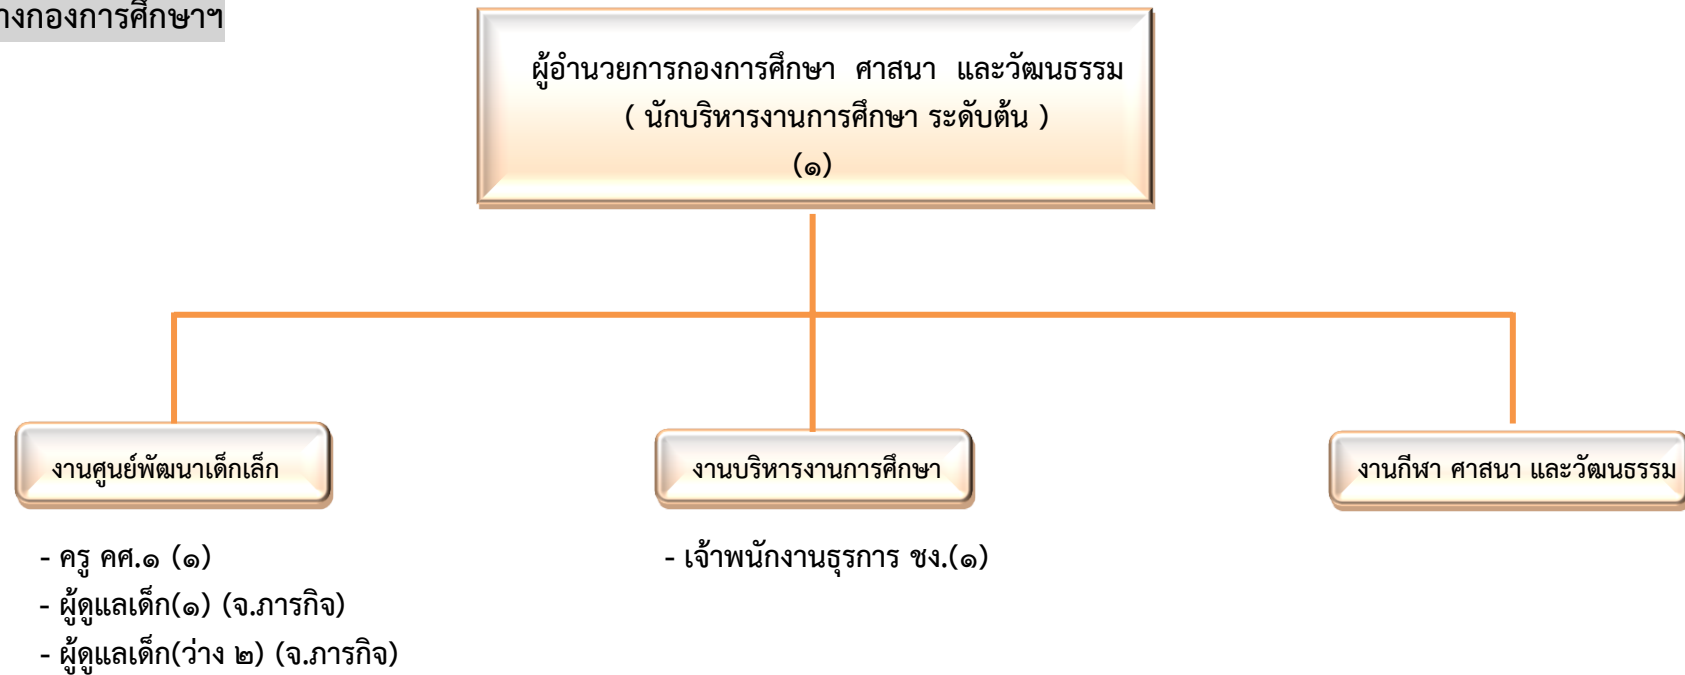 างกองการศึกษาฯ
ผู้อำนวยการกองการศึกษา ศาสนา และวัฒนธรรม
( นักบริหารงานการศึกษา ระดับต้น )
(๑)
งานศูนย์พัฒนาเด็กเล็ก
งานบริหารงานการศึกษา
งานกีฬา ศาสนา และวัฒนธรรม
- ครู คศ.๑ (๑)
- ผู้ดูแลเด็ก(๑) (จ.ภารกิจ)
- ผู้ดูแลเด็ก(ว่าง ๒) (จ.ภารกิจ)
- เจ้าพนักงานธุรการ ชง.(๑)